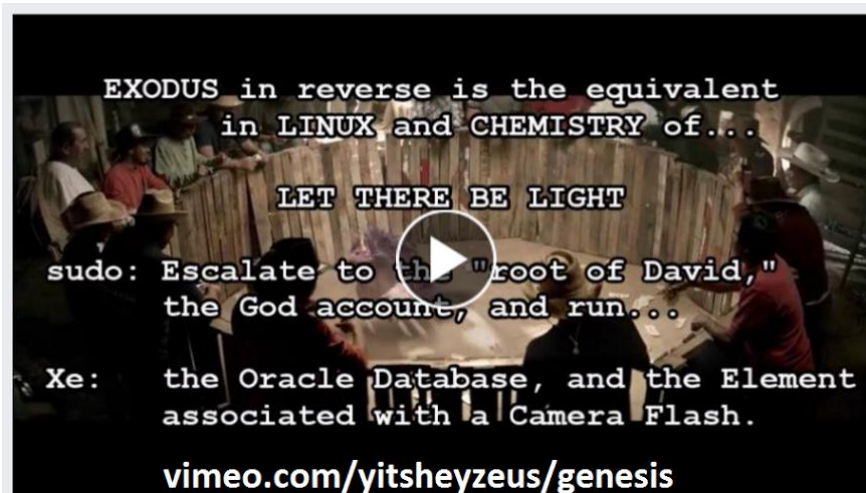 EXODUS in reverse is the equivalent
in LINUX and CHEMISTRY of...
LET THERE BE LIGHT
sudo: Escalate to the "root of David,"
the God account, and run...
Xe: the Oracle Database, and the Element
associated with a Camera Flash.
vimeo.com/yitsheyzeus/genesis